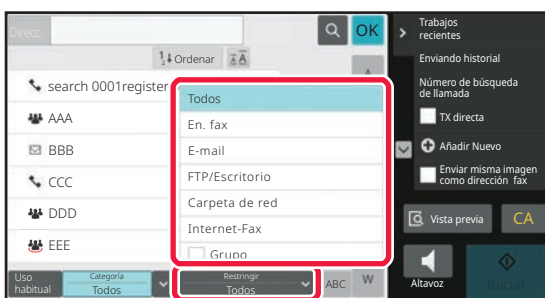 Direcc.
OK
Ordenar
search 0001register
AAA
BBB
CCC
DDD
EEE
Todos
En. fax
E-mail
FTP/Escritorio
Carpeta de red
Internet-Fax
Grupo
A
Uso
habitual
Categoría
Todos
Restringir
Todos
ABC
W
Trabajos
recientes
Enviando historial
Número de búsqueda
de llamada
TX directa
Añadir Nuevo
Enviar misma imagen
como dirección fax
Vista previa
CA
Altavoz
Iniciar